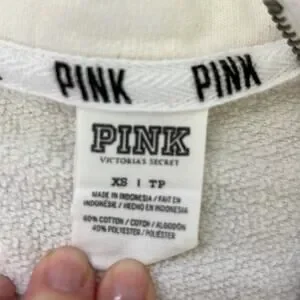 PINK PINK
PINK
VICTORIA'S SECRET
XS | TP
MADE IN INDONESIA / FAIT EN
INDONÉSIE / HECHO EN INDONESIA
60% COTTON / COTON / ALGODÓN
40% POLYESTER / POLIÉSTER